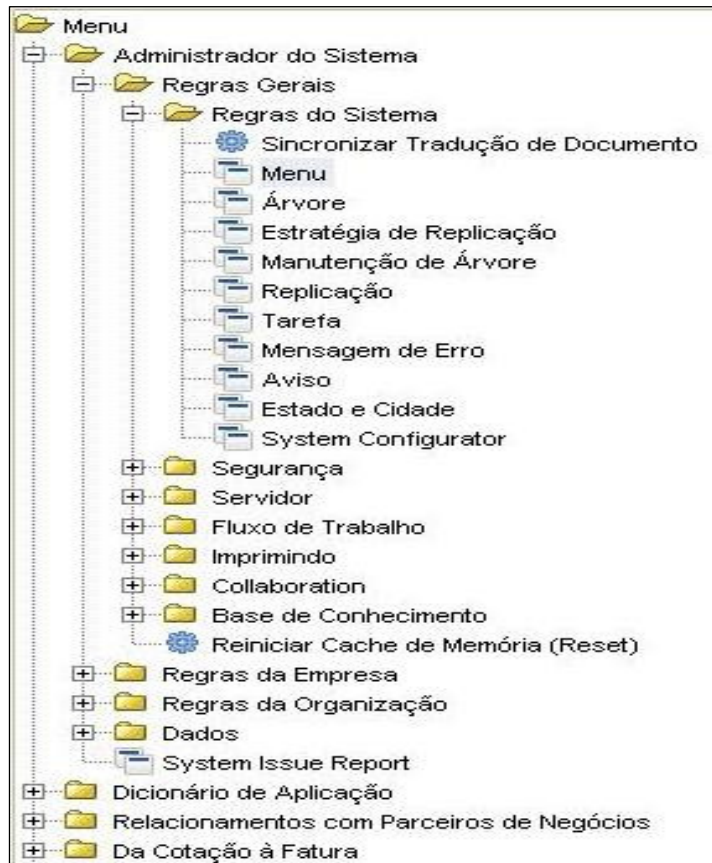 Menu
Administrador do Sistema
Regras Gerais
Regras do Sistema
Sincronizar Tradução de Documento
Menu
Árvore
Estratégia de Replicação
Manutenção de Árvore
Replicação
Tarefa
Mensagem de Erro
Aviso
Estado e Cidade
System Configurator
Segurança
Servidor
Fluxo de Trabalho
Imprimindo
Collaboration
Base de Conhecimento
Reiniciar Cache de Memória (Reset)
Regras da Empresa
Regras da Organização
Dados
System Issue Report
Dicionário de Aplicação
Relacionamentos com Parceiros de Negócios
Da Cotação à Fatura